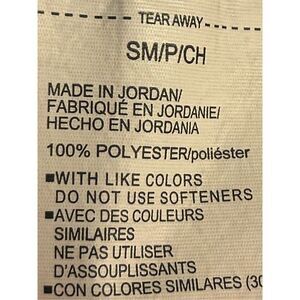 TEAR AWAY
SM/P/CH
MADE IN JORDAN/
FABRIQUÉ EN JORDANIE/
HECHO EN JORDANIA
100% POLYESTER/poliéster
■WITH LIKE COLORS
DO NOT USE SOFTENERS
■AVEC DES COULEURS
SIMILAIRES
NE PAS UTILISER
D'ASSOUPLISSANTS
■CON COLORES SIMILARES (30